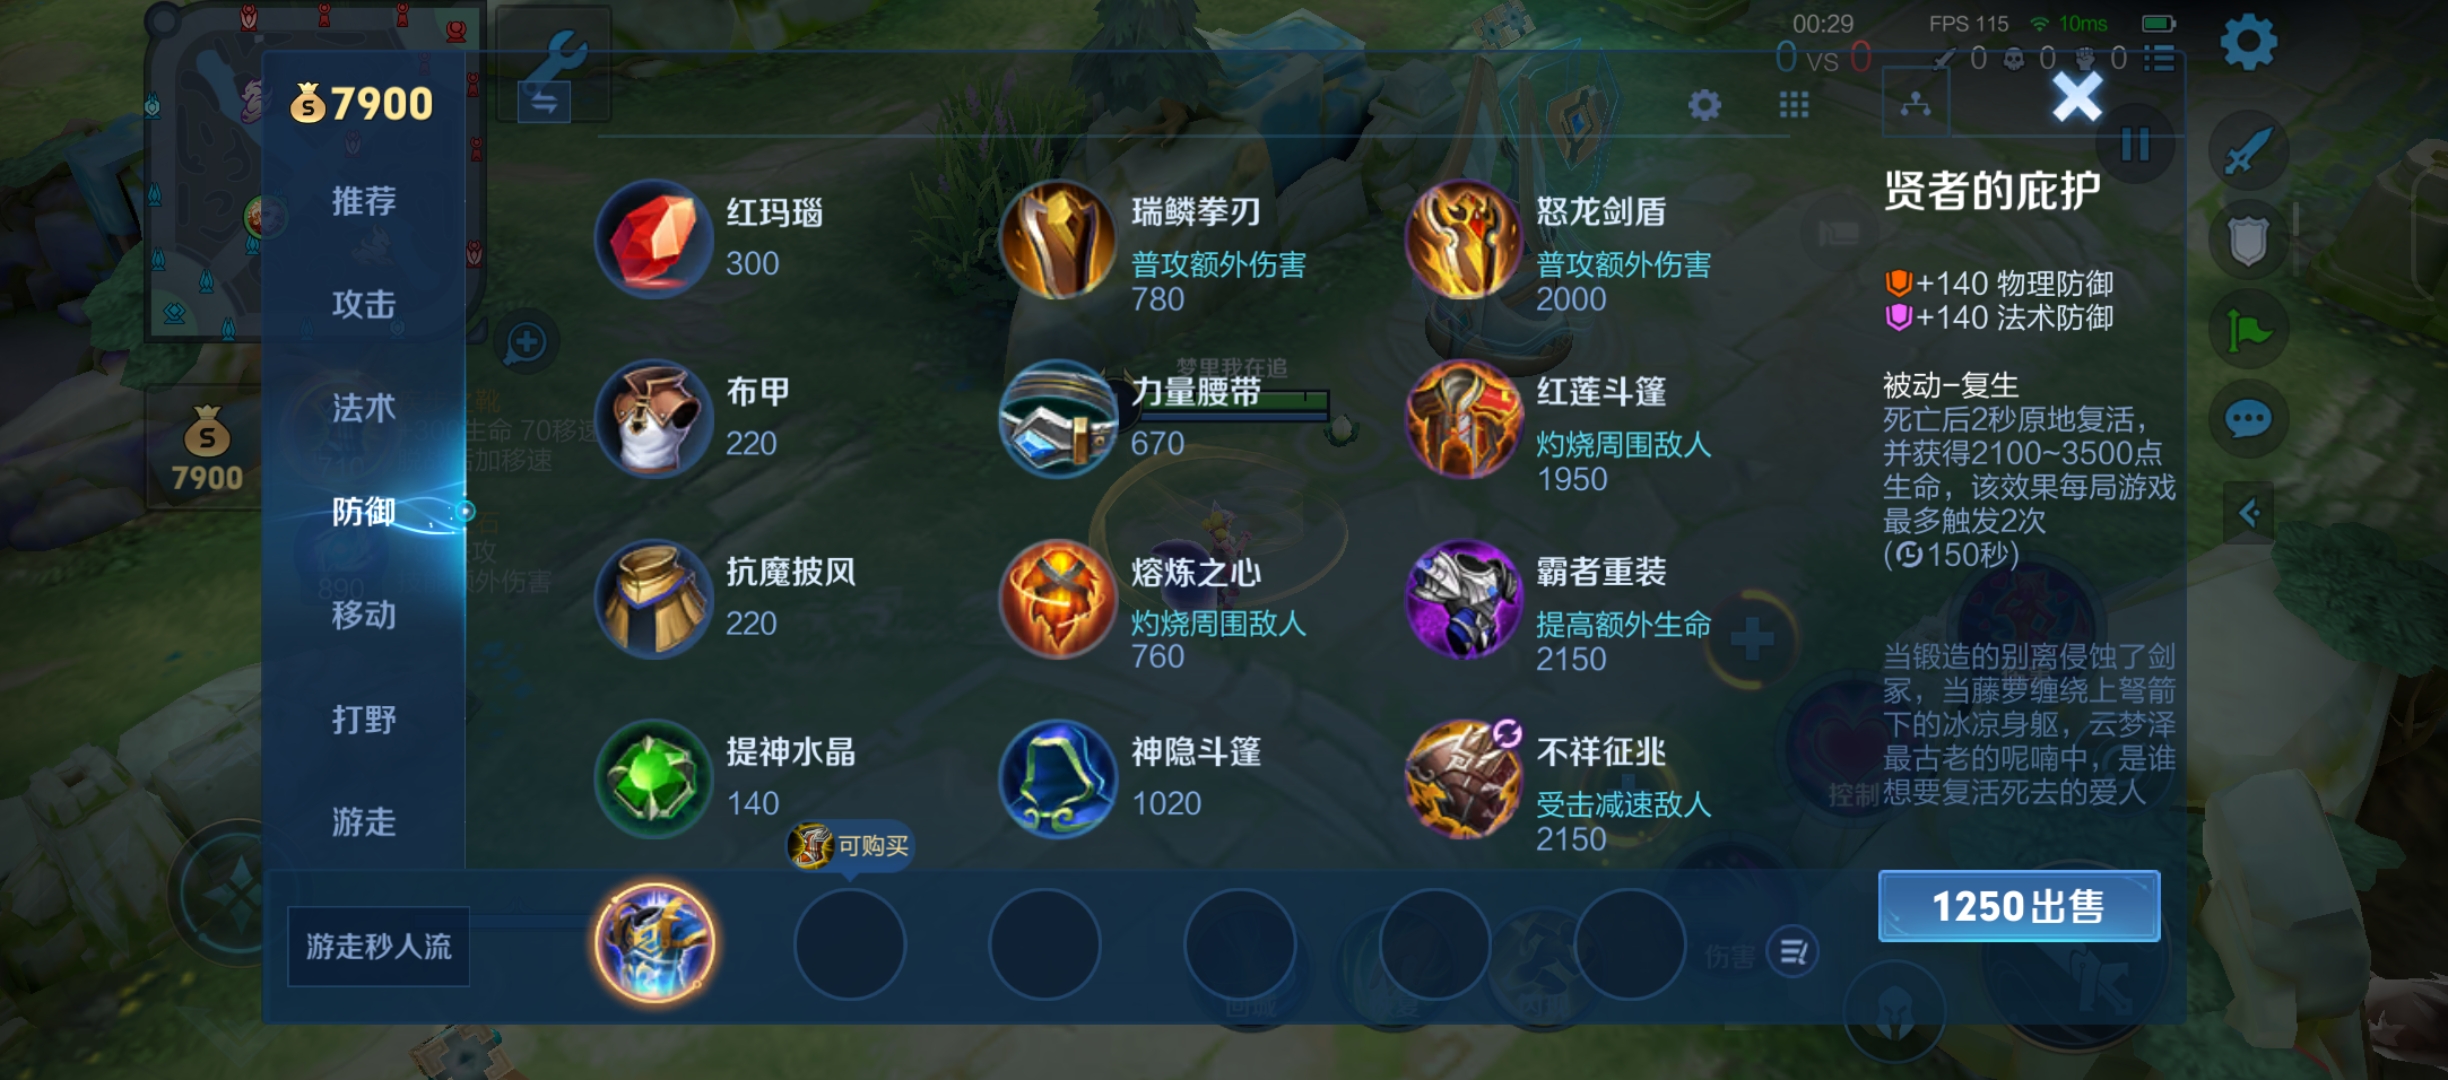 00:29
FPS 115
10ms
0 VS 0
0
0
0
7900
推荐
攻击
法术
防御
移动
打野
游走
7900
红玛瑙
300
瑞鳞拳刃
普攻额外伤害
780
怒龙剑盾
普攻额外伤害
2000
布甲
220
梦里我在追
力量腰带
670
红莲斗篷
灼烧周围敌人
1950
抗魔披风
220
熔炼之心
灼烧周围敌人
760
霸者重装
提高额外生命
2150
提神水晶
140
神隐斗篷
1020
不祥征兆
受击减速敌人
2150
贤者的庇护
+140 物理防御
+140 法术防御
被动-复生
死亡后2秒原地复活，
并获得2100~3500点
生命，该效果每局游戏
最多触发2次
(150秒)
当锻造的别离侵蚀了剑
冢，当藤萝缠绕上弩箭
下的冰凉身躯，云梦泽
最古老的呢喃中，是谁
想要复活死去的爱人
控制
可购买
游走秒人流
伤害
回城
1250出售